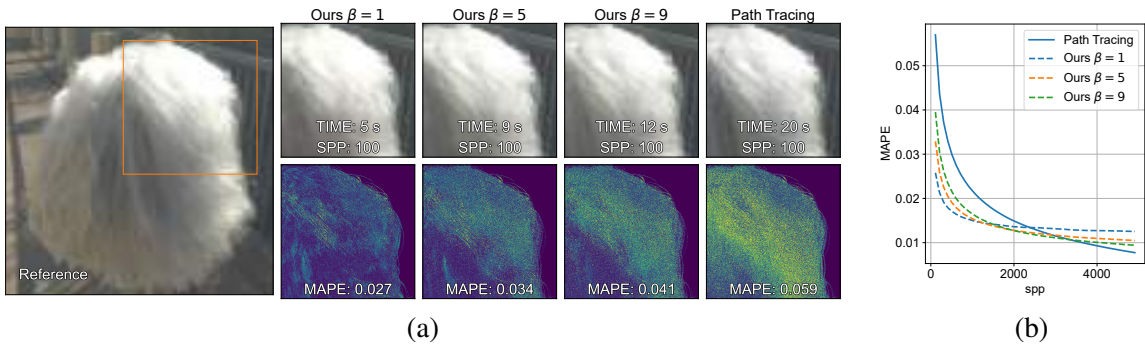 Ours β = 1
Ours β = 5
Ours β = 9
Path Tracing
Reference
TIME: 5 s
SPP: 100
TIME: 9 s
SPP: 100
TIME: 12 s
SPP: 100
TIME: 20 s
SPP: 100
MAPE: 0.027
MAPE: 0.034
MAPE: 0.041
MAPE: 0.059
(a)
Path Tracing
Ours β = 1
Ours β = 5
Ours β = 9
MAPE
0.05
0.04
0.03
0.02
0.01
0
2000
4000
spp
(b)